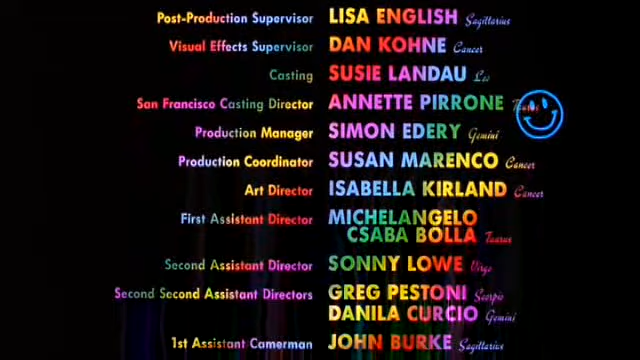 Post-Production Supervisor LISA ENGLISH Sagittarius
Visual Effects Supervisor DAN KOHNE Cancer
Casting SUSIE LANDAU Leo
San Francisco Casting Director ANNETTE PIRRONE Taurus
Production Manager SIMON EDERY Gemini
Production Coordinator SUSAN MARENCO Cancer
Art Director ISABELLA KIRLAND Cancer
First Assistant Director MICHELANGELO
CSABA BOLLA Taurus
Second Assistant Director SONNY LOWE Virgo
Second Second Assistant Directors GREG PESTONI Scorpio
DANILA CURCIO Gemini
1st Assistant Camerman JOHN BURKE Sagittarius